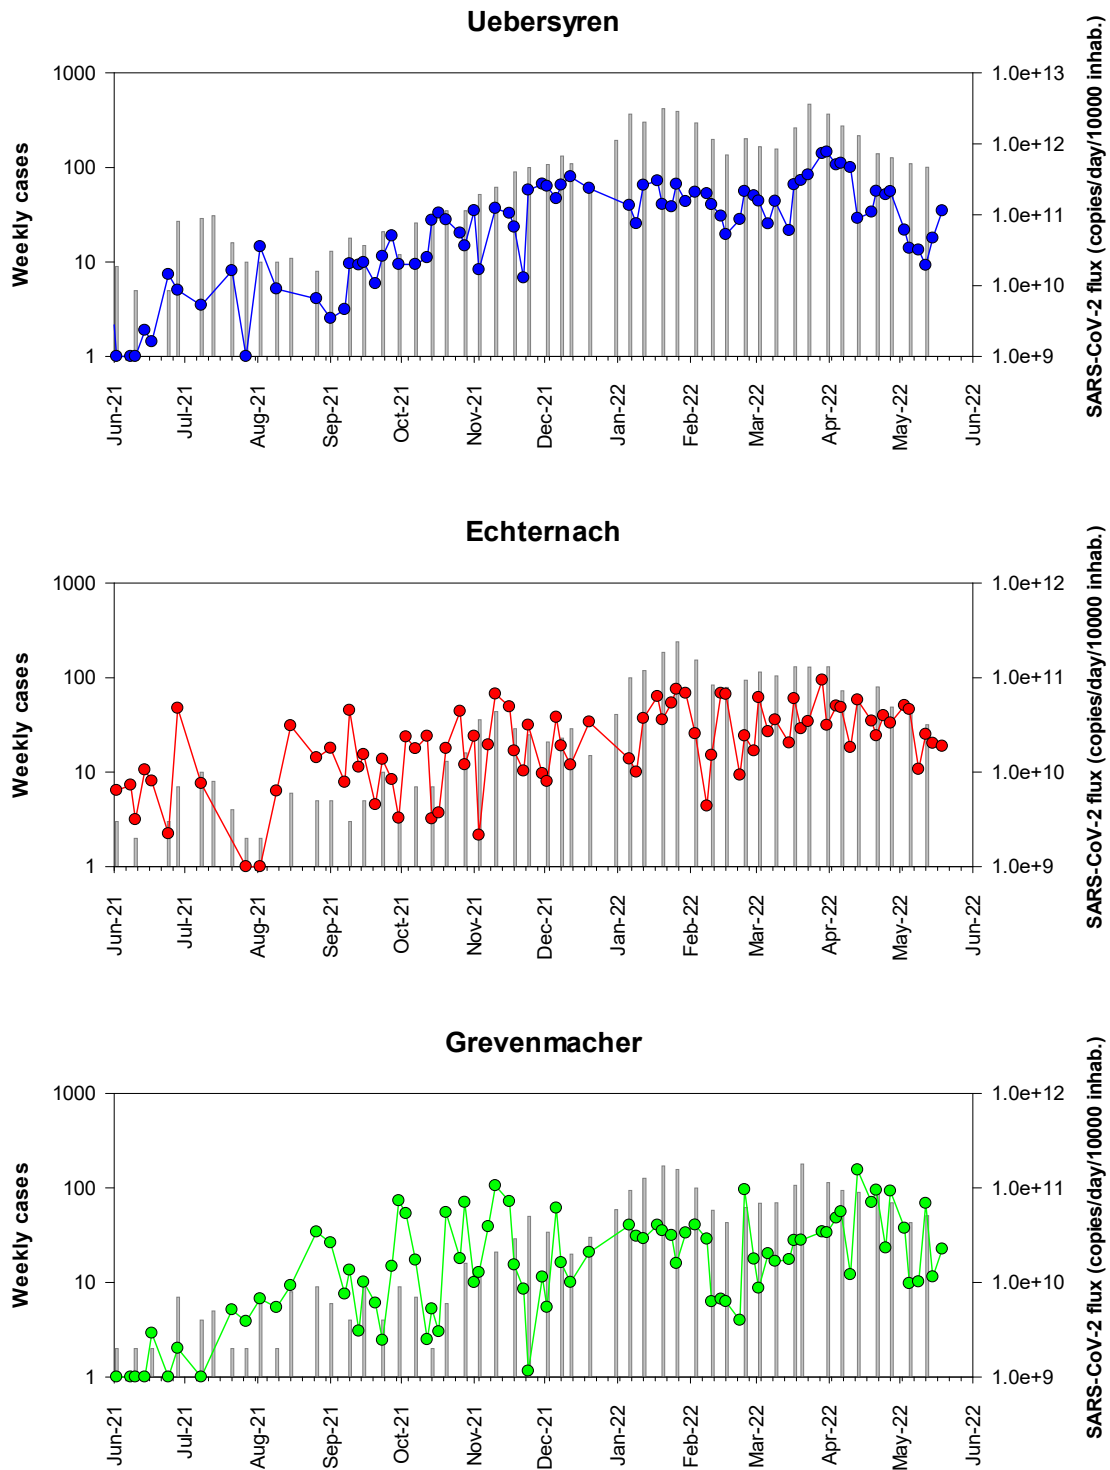 Uebersyren
Weekly cases
SARS-CoV-2 flux (copies/day/10000 inhab.)
1000
100
10
1
1.0e+13
1.0e+12
1.0e+11
1.0e+10
1.0e+9
Jun-21
Jul-21
Aug-21
Sep-21
Oct-21
Nov-21
Dec-21
Jan-22
Feb-22
Mar-22
Apr-22
May-22
Jun-22
Echternach
Weekly cases
SARS-CoV-2 flux (copies/day/10000 inhab.)
1000
100
10
1
1.0e+12
1.0e+11
1.0e+10
1.0e+9
Jun-21
Jul-21
Aug-21
Sep-21
Oct-21
Nov-21
Dec-21
Jan-22
Feb-22
Mar-22
Apr-22
May-22
Jun-22
Grevenmacher
Weekly cases
SARS-CoV-2 flux (copies/day/10000 inhab.)
1000
100
10
1
1.0e+12
1.0e+11
1.0e+10
1.0e+9
Jun-21
Jul-21
Aug-21
Sep-21
Oct-21
Nov-21
Dec-21
Jan-22
Feb-22
Mar-22
Apr-22
May-22
Jun-22